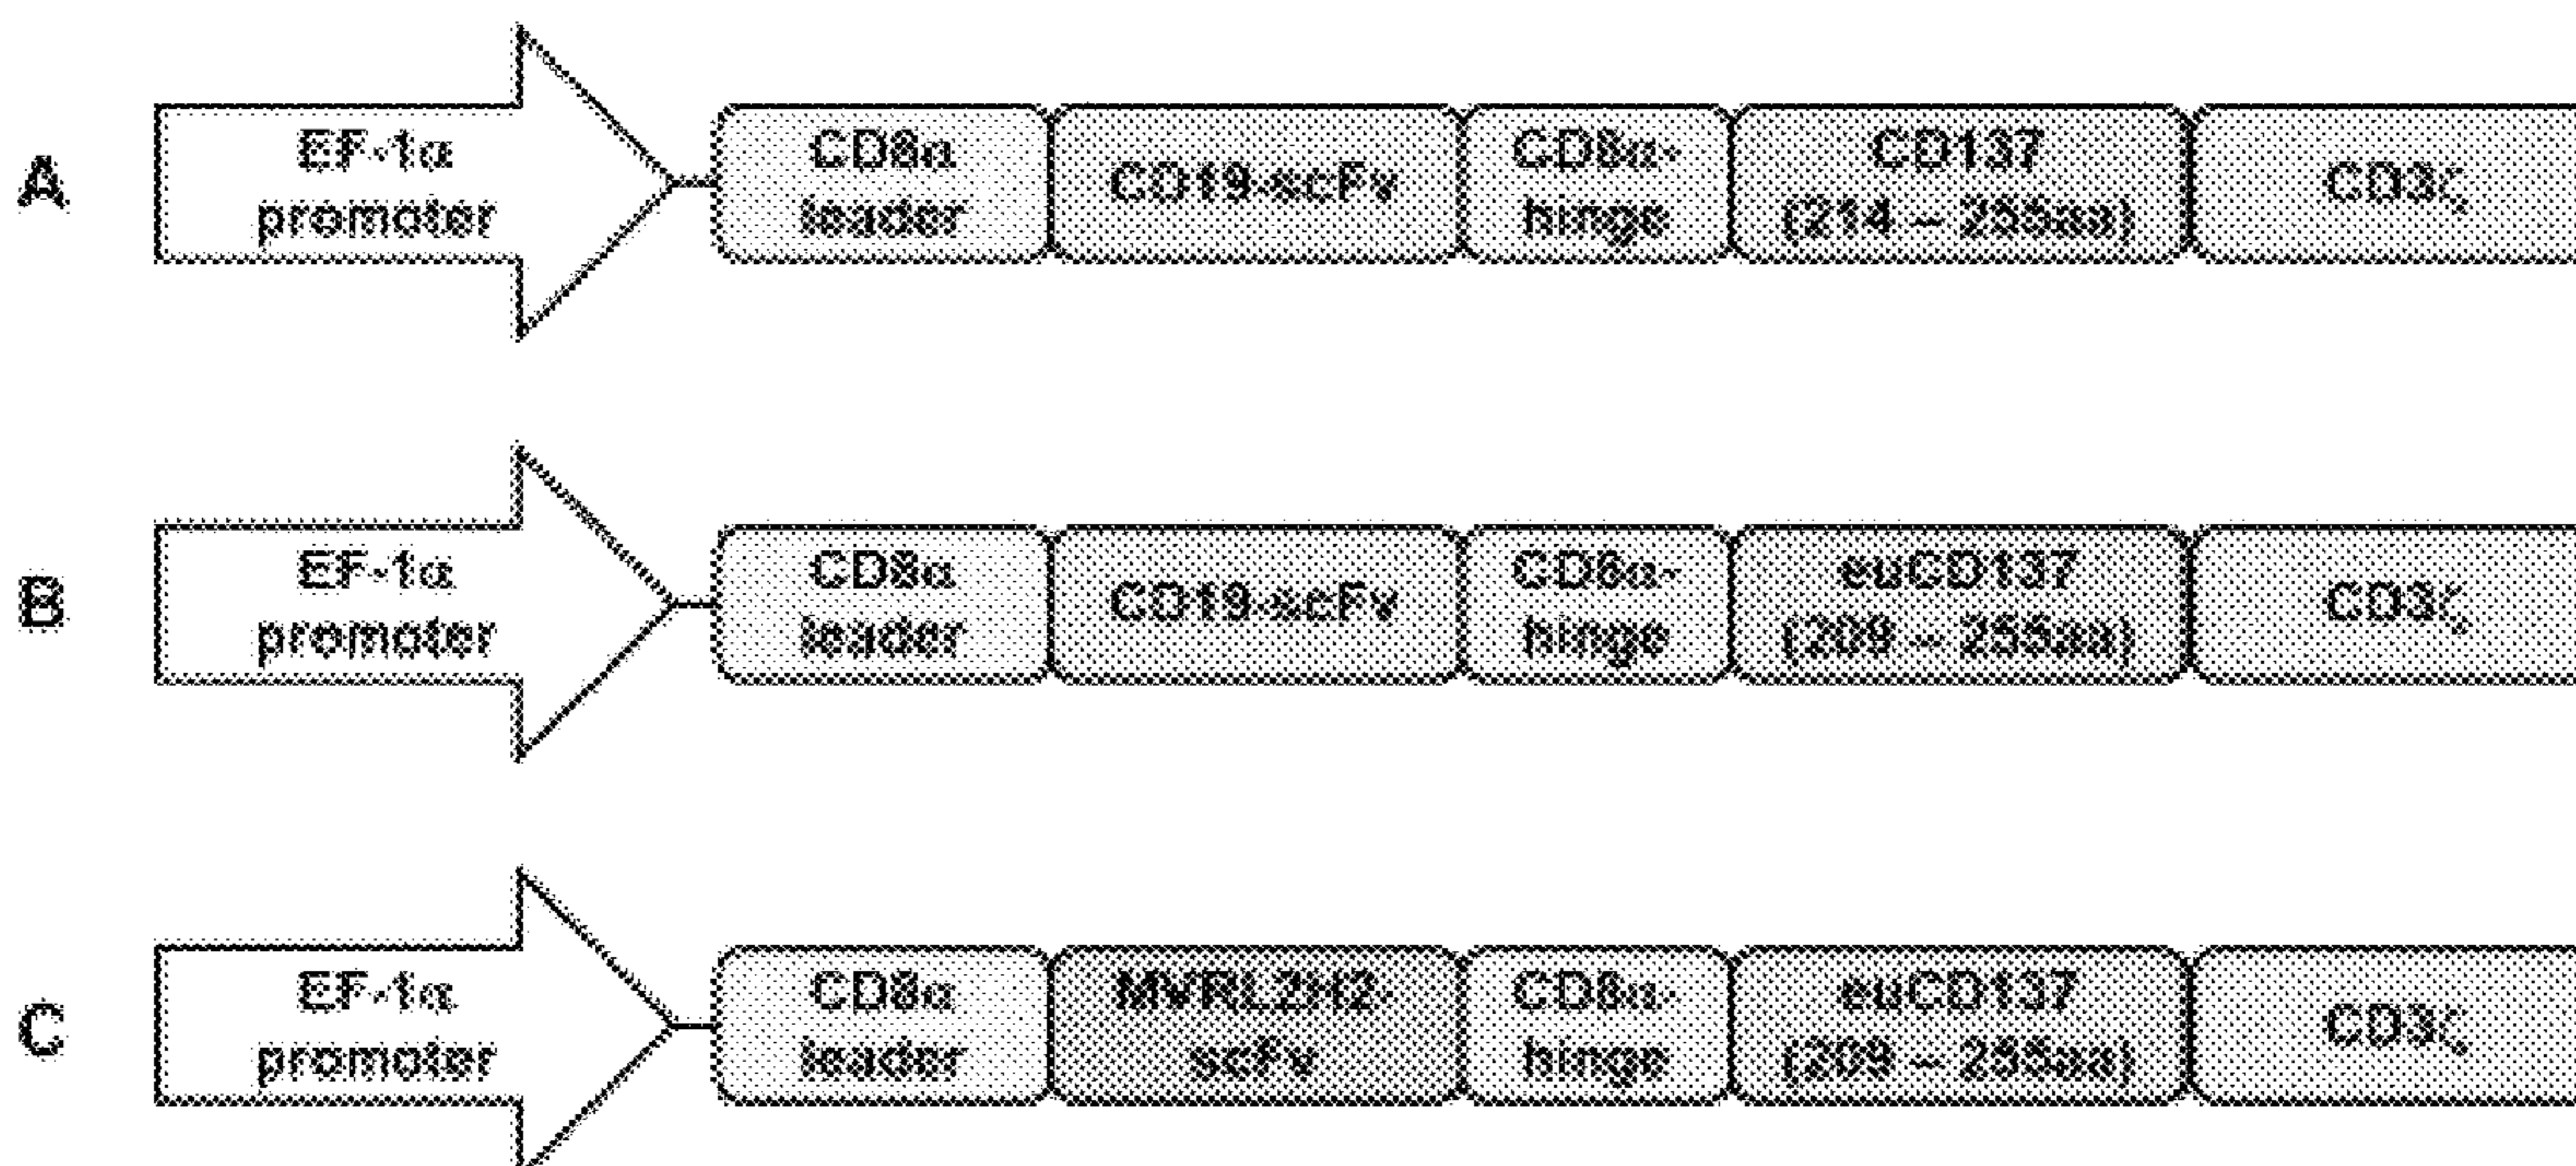 A
EF-1α
promoter
CD8α
leader
CD19-scFv
CD8α-
hinge
CD137
(214 – 255aa)
CD3ζ
B
EF-1α
promoter
CD8α
leader
CD19-scFv
CD8α-
hinge
euCD137
(209 – 255aa)
CD3ζ
C
EF-1α
promoter
CD8α
leader
MVRL2H2-
scFv
CD8α-
hinge
euCD137
(209 – 255aa)
CD3ζ